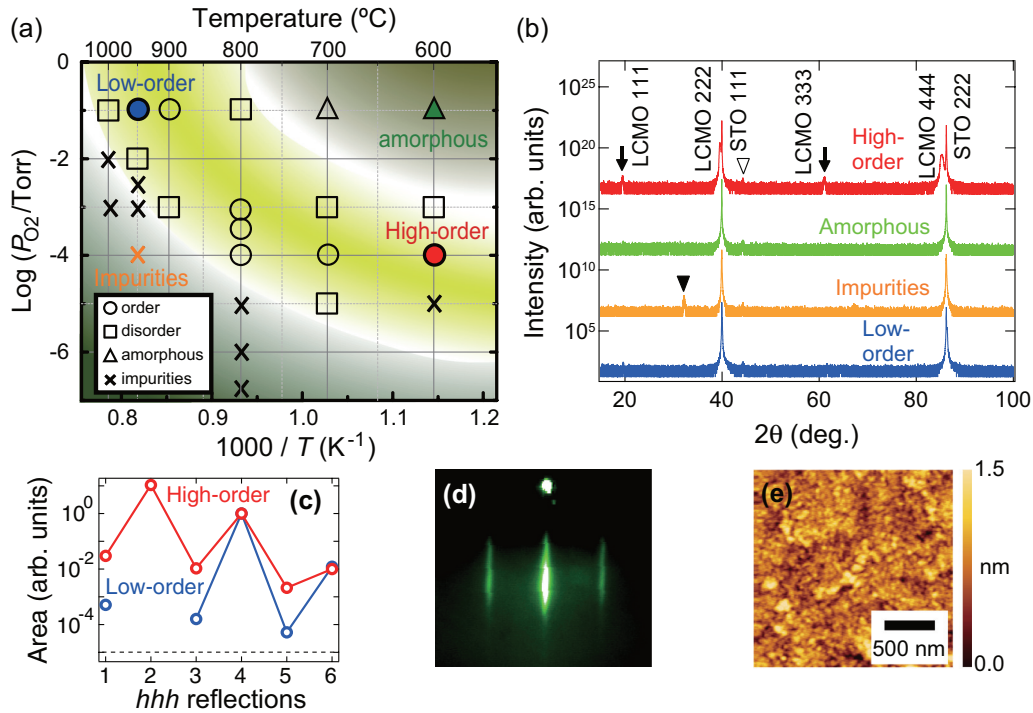 (a)
Temperature (ºC)
1000 900 800 700 600
0
-2
-4
-6
Log (PO2/Torr)
Low-order
amorphous
High-order
Impurities
order
disorder
amorphous
impurities
0.8 0.9 1.0 1.1 1.2
1000 / T (K-1)
(b)
10^25
10^20
10^15
10^10
10^5
Intensity (arb. units)
LCMO 111
LCMO 222
STO 111
LCMO 333
LCMO 444
STO 222
High-
order
Amorphous
Impurities
Low-
order
20 40 60 80 100
2θ (deg.)
(c)
High-order
Low-order
10^0
10^-2
10^-4
Area (arb. units)
1 2 3 4 5 6
hhh reflections
(d)
(e)
500 nm
1.5
nm
0.0